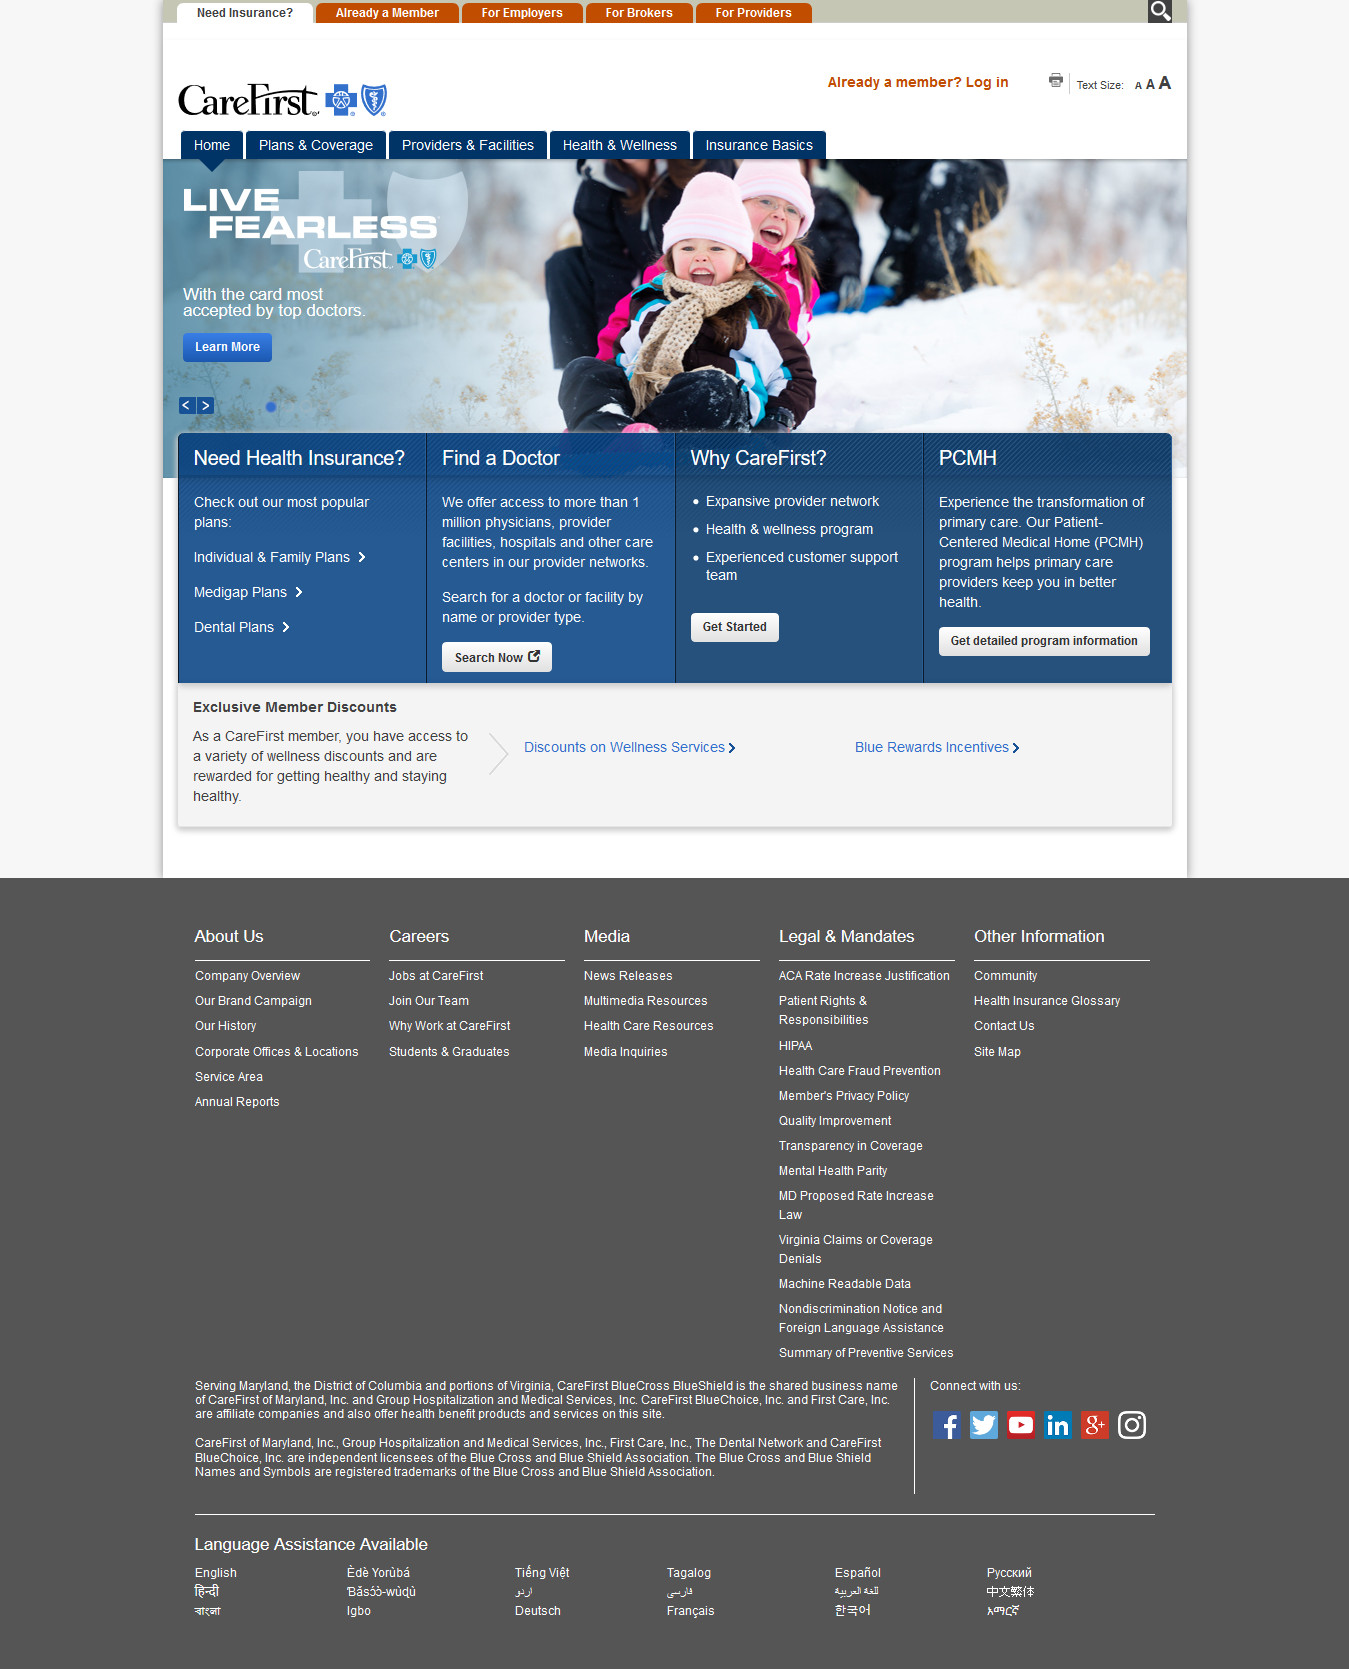 Need Insurance?
Already a Member
For Employers
For Brokers
For Providers
CareFirst
Already a member? Log in
Text Size: A A A
Home
Plans & Coverage
Providers & Facilities
Health & Wellness
Insurance Basics
LIVE
FEARLESS
CareFirst
With the card most
accepted by top doctors.
Learn More
< >
Need Health Insurance?
Check out our most popular
plans:
Individual & Family Plans
Medigap Plans
Dental Plans
Find a Doctor
We offer access to more than 1
million physicians, provider
facilities, hospitals and other care
centers in our provider networks.
Search for a doctor or facility by
name or provider type.
Search Now
Why CareFirst?
Expansive provider network
Health & wellness program
Experienced customer support
team
Get Started
PCMH
Experience the transformation of
primary care. Our Patient-
Centered Medical Home (PCMH)
program helps primary care
providers keep you in better
health.
Get detailed program information
Exclusive Member Discounts
As a CareFirst member, you have access to
a variety of wellness discounts and are
rewarded for getting healthy and staying
healthy.
Discounts on Wellness Services
Blue Rewards Incentives
About Us
Company Overview
Our Brand Campaign
Our History
Corporate Offices & Locations
Service Area
Annual Reports
Careers
Jobs at CareFirst
Join Our Team
Why Work at CareFirst
Students & Graduates
Media
News Releases
Multimedia Resources
Health Care Resources
Media Inquiries
Legal & Mandates
ACA Rate Increase Justification
Patient Rights &
Responsibilities
HIPAA
Health Care Fraud Prevention
Member's Privacy Policy
Quality Improvement
Transparency in Coverage
Mental Health Parity
MD Proposed Rate Increase
Law
Virginia Claims or Coverage
Denials
Machine Readable Data
Nondiscrimination Notice and
Foreign Language Assistance
Summary of Preventive Services
Other Information
Community
Health Insurance Glossary
Contact Us
Site Map
Serving Maryland, the District of Columbia and portions of Virginia, CareFirst BlueCross BlueShield is the shared business name
of CareFirst of Maryland, Inc. and Group Hospitalization and Medical Services, Inc. CareFirst BlueChoice, Inc. and First Care, Inc.
are affiliate companies and also offer health benefit products and services on this site.
CareFirst of Maryland, Inc., Group Hospitalization and Medical Services, Inc., First Care, Inc., The Dental Network and CareFirst
BlueChoice, Inc. are independent licensees of the Blue Cross and Blue Shield Association. The Blue Cross and Blue Shield
Names and Symbols are registered trademarks of the Blue Cross and Blue Shield Association.
Connect with us:
Language Assistance Available
English
Èdè Yorùbá
Tiếng Việt
Tagalog
Español
Русский
हिन्दी
Ɓǎsɔ́ɔ̀-wùɖù
اردو
فارسی
اللغة العربية
中文繁体
বাংলা
Igbo
Deutsch
Français
한국어
አማርኛ